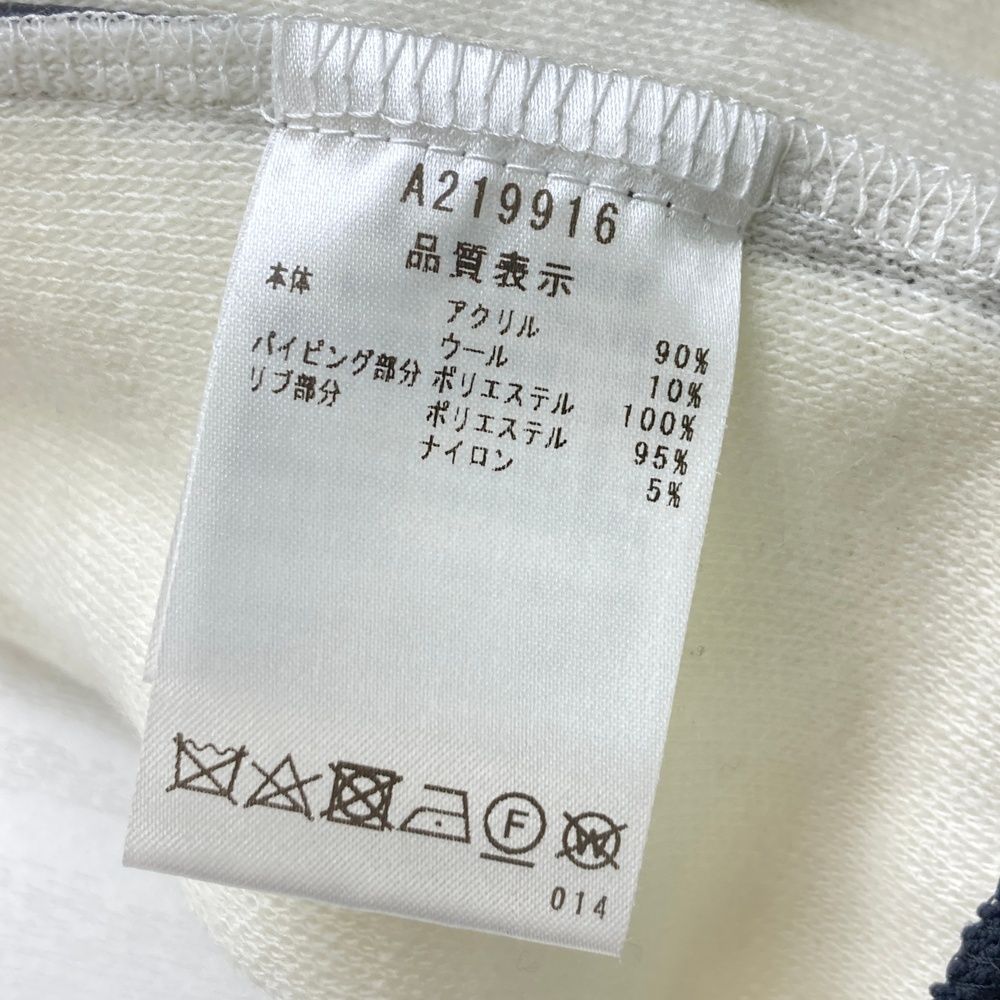 A219916
品質表示
本体 アクリル 90%
ウール 10%
パイピング部分 ポリエステル 100%
リブ部分 ポリエステル 95%
ナイロン 5%
F W
014